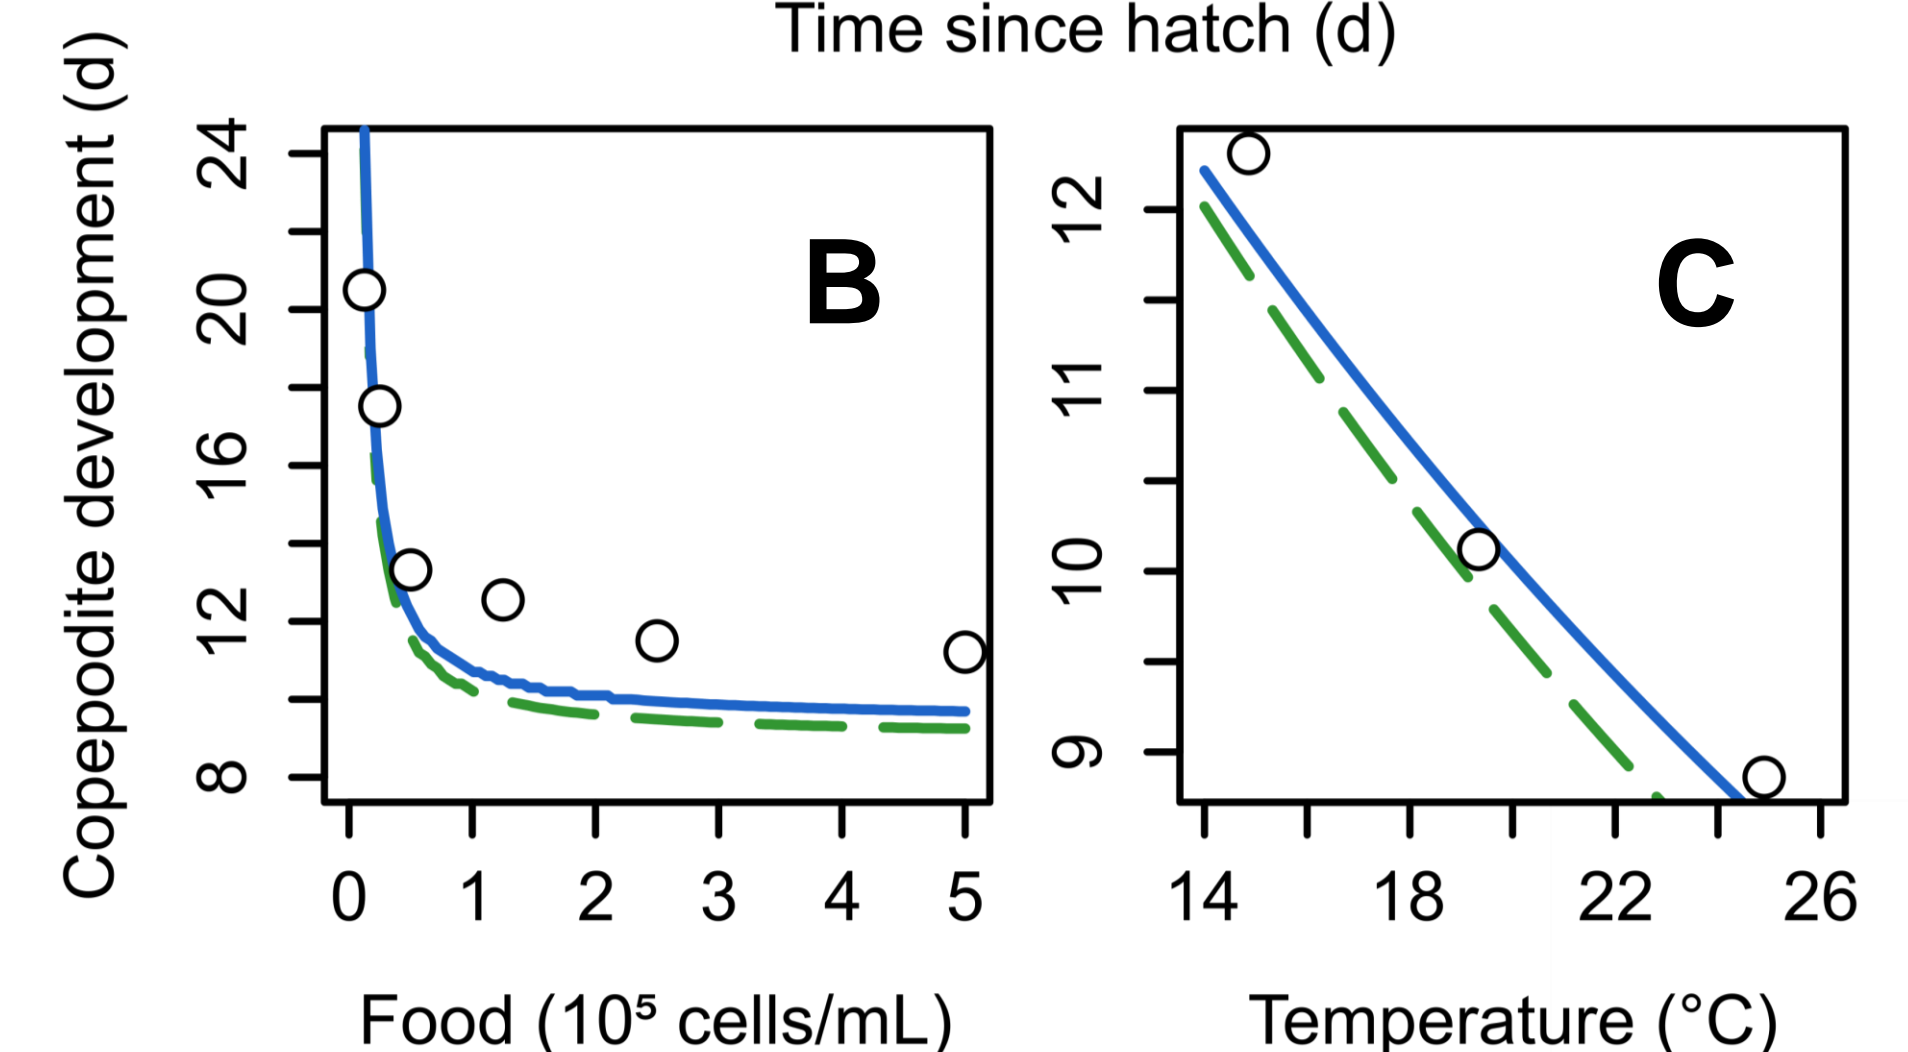 Time since hatch (d)
Copepodite development (d)
24
20
16
12
8
B
0 1 2 3 4 5
Food (10⁵ cells/mL)
12
11
10
9
C
14 18 22 26
Temperature (°C)